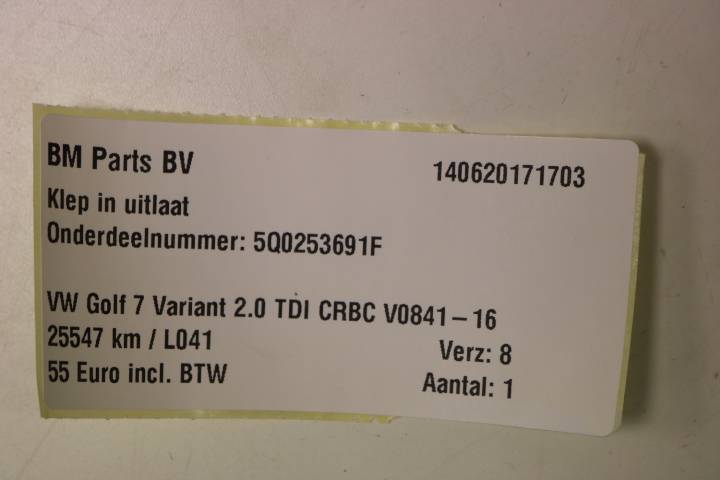 BM Parts BV 140620171703
Klep in uitlaat
Onderdeelnummer: 5Q0253691F
VW Golf 7 Variant 2.0 TDI CRBC V0841-16
25547 km / L041 Verz: 8
55 Euro incl. BTW Aantal: 1